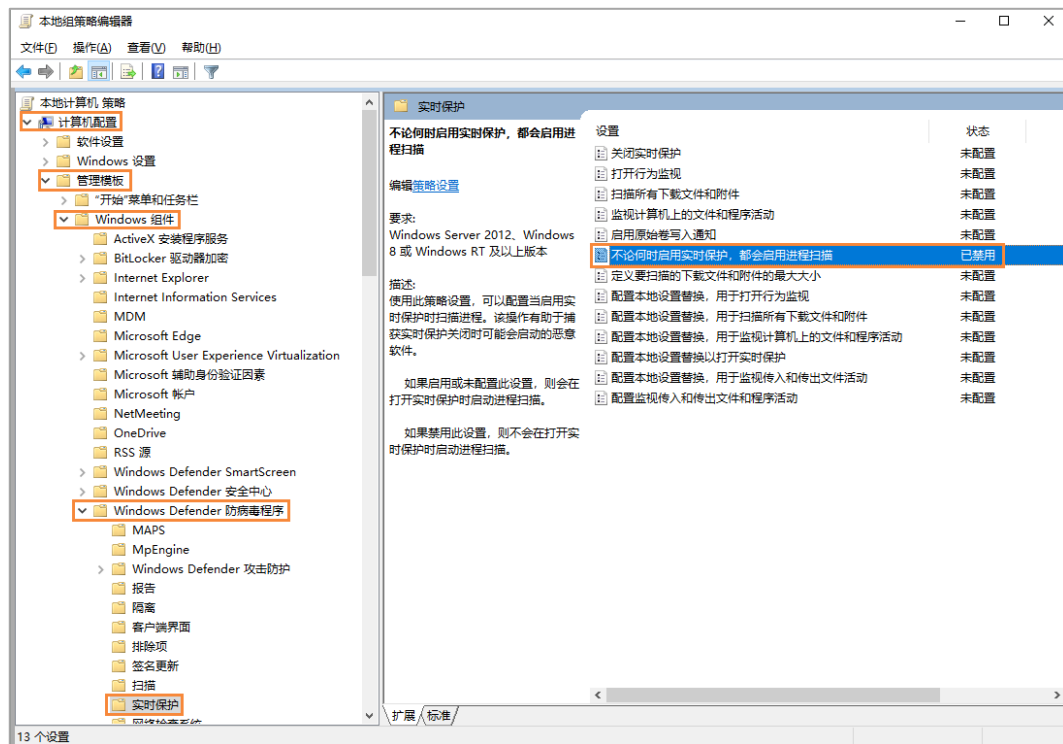 本地组策略编辑器
文件(F) 操作(A) 查看(V) 帮助(H)
本地计算机 策略
计算机配置
软件设置
Windows 设置
管理模板
"开始"菜单和任务栏
Windows 组件
ActiveX 安装程序服务
BitLocker 驱动器加密
Internet Explorer
Internet Information Services
MDM
Microsoft Edge
Microsoft User Experience Virtualization
Microsoft 辅助身份验证因素
Microsoft 帐户
NetMeeting
OneDrive
RSS 源
Windows Defender SmartScreen
Windows Defender 安全中心
Windows Defender 防病毒程序
MAPS
MpEngine
Windows Defender 攻击防护
报告
隔离
客户端界面
排除项
签名更新
扫描
实时保护
网络检查系统
实时保护
不论何时启用实时保护，都会启用进
程扫描
编辑策略设置
要求:
Windows Server 2012、Windows
8 或 Windows RT 及以上版本
描述:
使用此策略设置，可以配置当启用实
时保护时扫描进程。该操作有助于捕
获实时保护关闭时可能会启动的恶意
软件。
如果启用或未配置此设置，则会在
打开实时保护时启动进程扫描。
如果禁用此设置，则不会在打开实
时保护时启动进程扫描。
设置 状态
关闭实时保护 未配置
打开行为监视 未配置
扫描所有下载文件和附件 未配置
监视计算机上的文件和程序活动 未配置
启用原始卷写入通知 未配置
不论何时启用实时保护，都会启用进程扫描 已禁用
定义要扫描的下载文件和附件的最大大小 未配置
配置本地设置替换，用于打开行为监视 未配置
配置本地设置替换，用于扫描所有下载文件和附件 未配置
配置本地设置替换，用于监视计算机上的文件和程序活动 未配置
配置本地设置替换以打开实时保护 未配置
配置本地设置替换，用于监视传入和传出文件活动 未配置
配置监视传入和传出文件和程序活动 未配置
扩展 标准
13 个设置